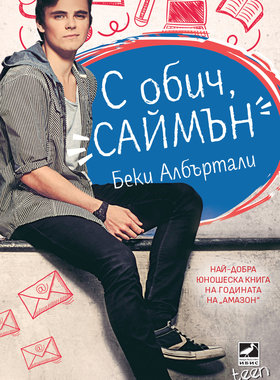 С обич,
САЙМЪН
Беки Албъртали
НАЙ-ДОБРА
ЮНОШЕСКА КНИГА
НА ГОДИНАТА
НА „АМАЗОН“
ИБИС
teen